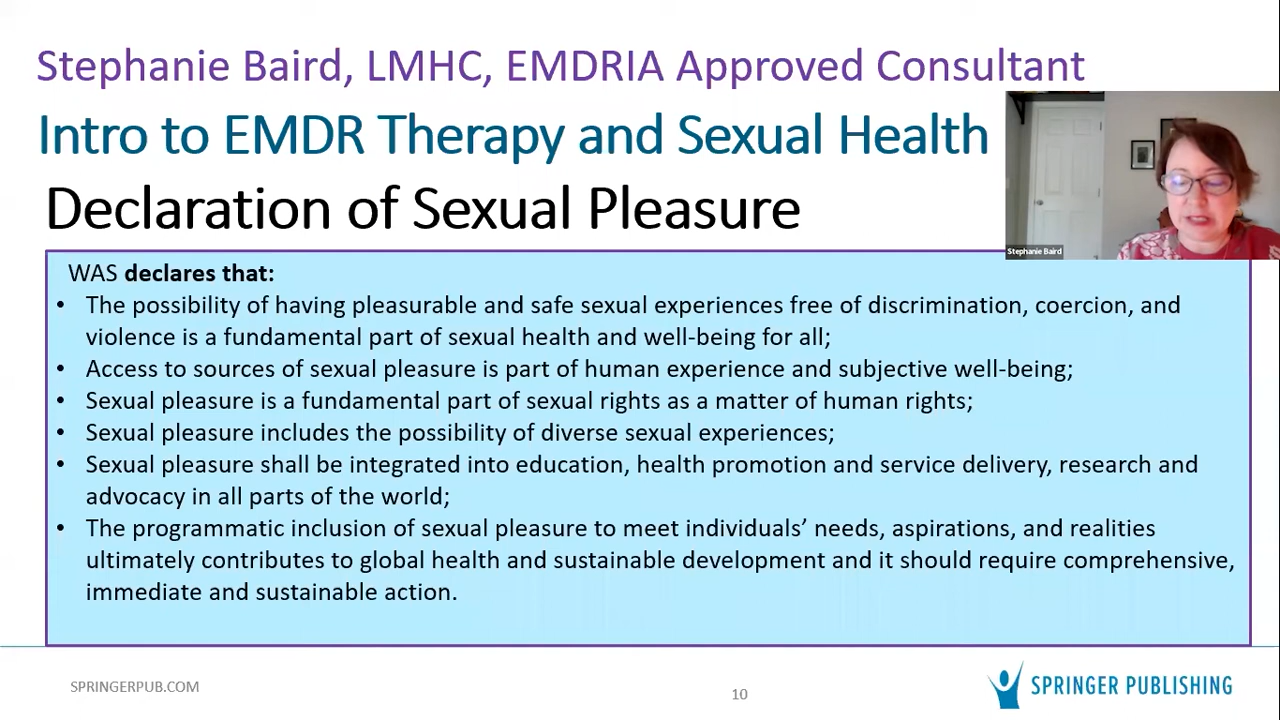 Stephanie Baird, LMHC, EMDRIA Approved Consultant
Intro to EMDR Therapy and Sexual Health
Declaration of Sexual Pleasure
Stephanie Baird
WAS declares that:
• The possibility of having pleasurable and safe sexual experiences free of discrimination, coercion, and
violence is a fundamental part of sexual health and well-being for all;
• Access to sources of sexual pleasure is part of human experience and subjective well-being;
• Sexual pleasure is a fundamental part of sexual rights as a matter of human rights;
• Sexual pleasure includes the possibility of diverse sexual experiences;
• Sexual pleasure shall be integrated into education, health promotion and service delivery, research and
advocacy in all parts of the world;
• The programmatic inclusion of sexual pleasure to meet individuals’ needs, aspirations, and realities
ultimately contributes to global health and sustainable development and it should require comprehensive,
immediate and sustainable action.
SPRINGERPUB.COM
10
SPRINGER PUBLISHING